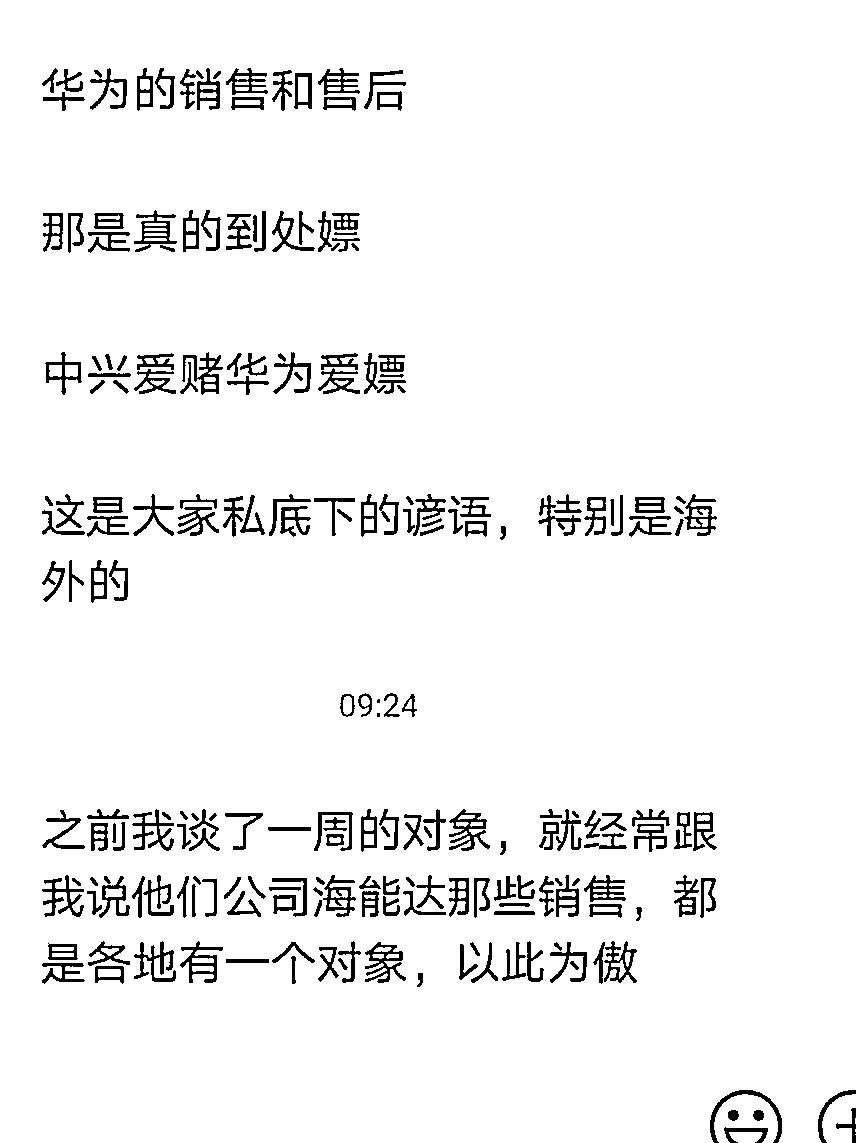 华为的销售和售后
那是真的到处嫖
中兴爱赌华为爱嫖
这是大家私底下的谚语，特别是海
外的
09:24
之前我谈了一周的对象，就经常跟
我说他们公司海能达那些销售，都
是各地有一个对象，以此为傲